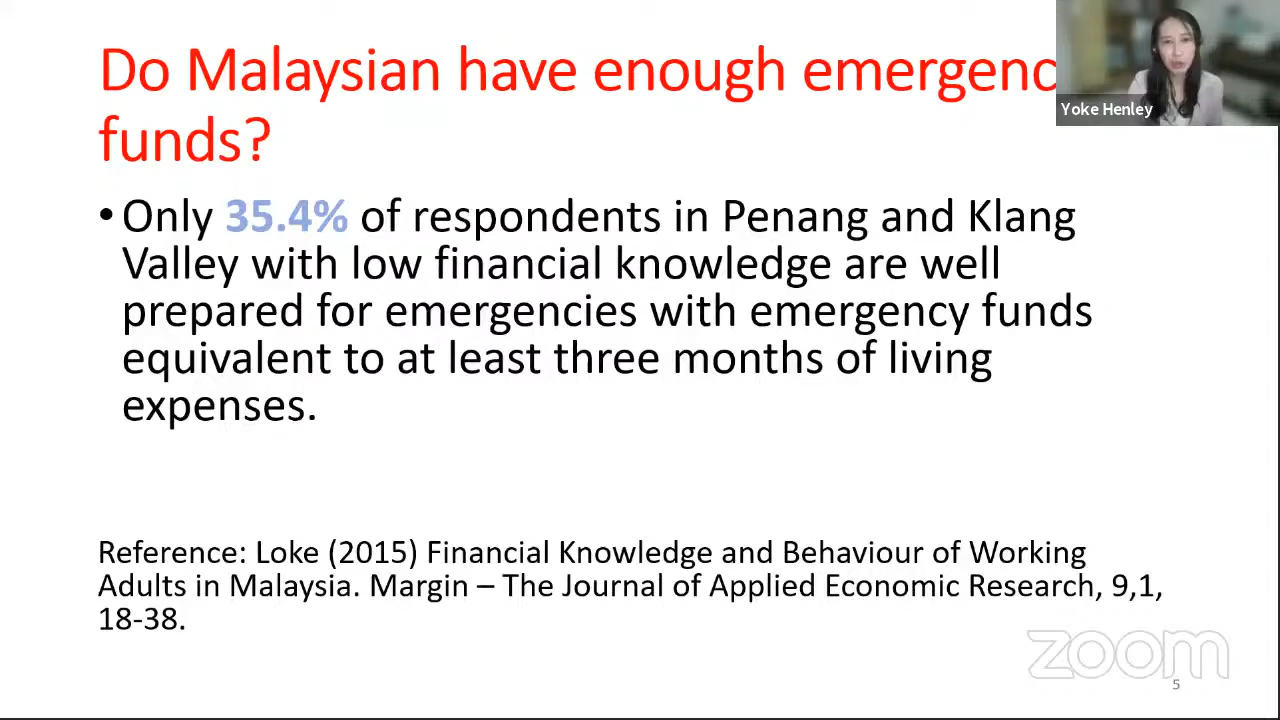 Do Malaysian have enough emergenc
funds?
Yoke Henley
• Only 35.4% of respondents in Penang and Klang
Valley with low financial knowledge are well
prepared for emergencies with emergency funds
equivalent to at least three months of living
expenses.
Reference: Loke (2015) Financial Knowledge and Behaviour of Working
Adults in Malaysia. Margin – The Journal of Applied Economic Research, 9,1,
18-38.
zoom
5